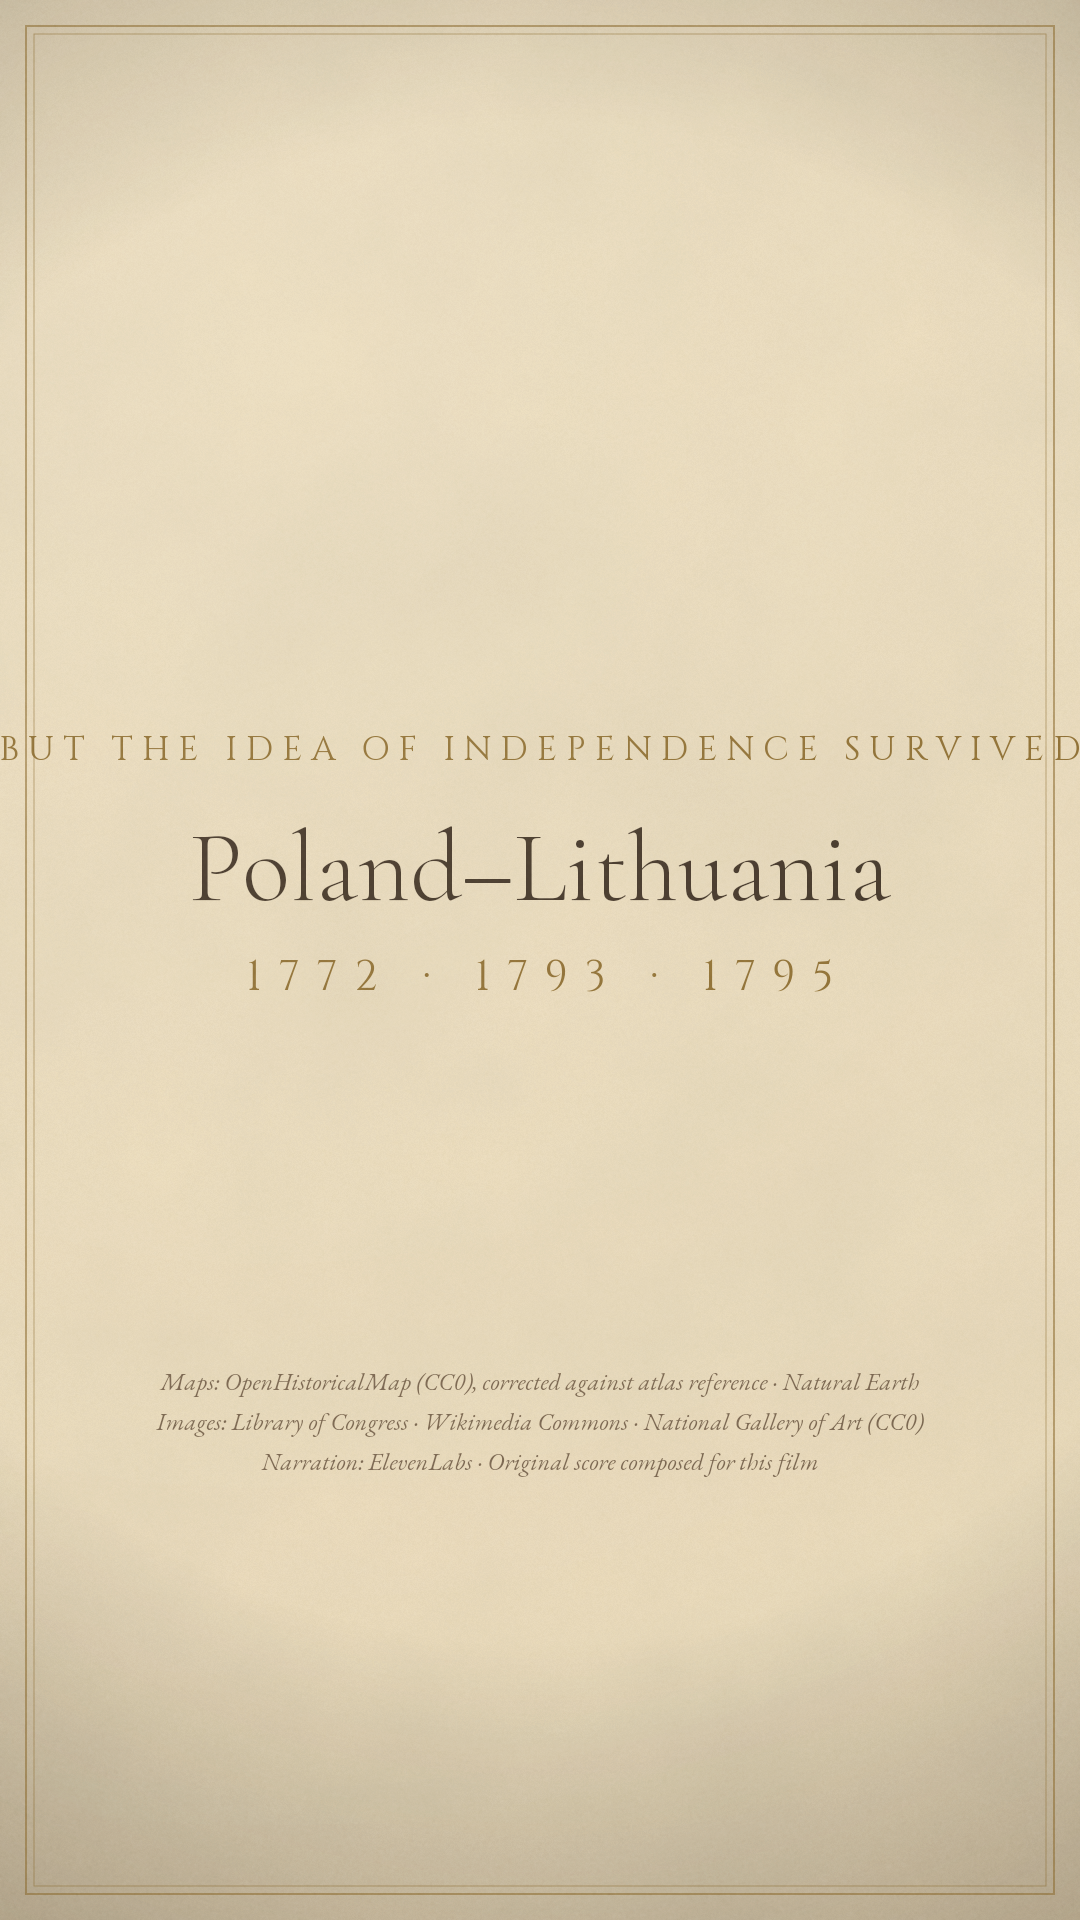 BUT THE IDEA OF INDEPENDENCE SURVIVED
Poland–Lithuania
1772 · 1793 · 1795
Maps: OpenHistoricalMap (CC0), corrected against atlas reference · Natural Earth
Images: Library of Congress · Wikimedia Commons · National Gallery of Art (CC0)
Narration: ElevenLabs · Original score composed for this film